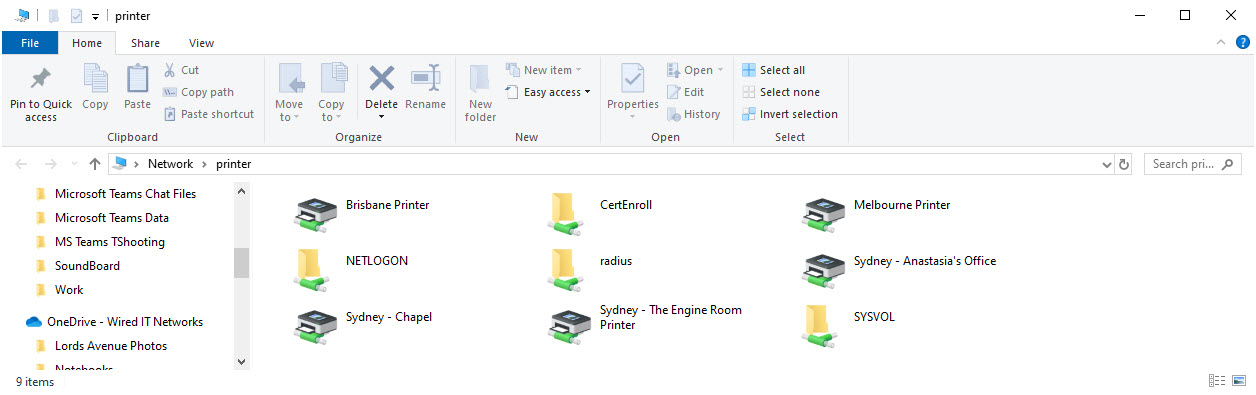 printer
File Home Share View
Pin to Quick access
Copy
Paste
Cut
Copy path
Paste shortcut
Clipboard
Move to
Copy to
Delete
Rename
Organize
New folder
New item
Easy access
New
Properties
Open
Edit
History
Open
Select all
Select none
Invert selection
Select
Network > printer
Search pri...
Microsoft Teams Chat Files
Microsoft Teams Data
MS Teams TShooting
SoundBoard
Work
OneDrive - Wired IT Networks
Lords Avenue Photos
Notebooks
Brisbane Printer
CertEnroll
Melbourne Printer
NETLOGON
radius
Sydney - Anastasia's Office
Sydney - Chapel
Sydney - The Engine Room
Printer
SYSVOL
9 items